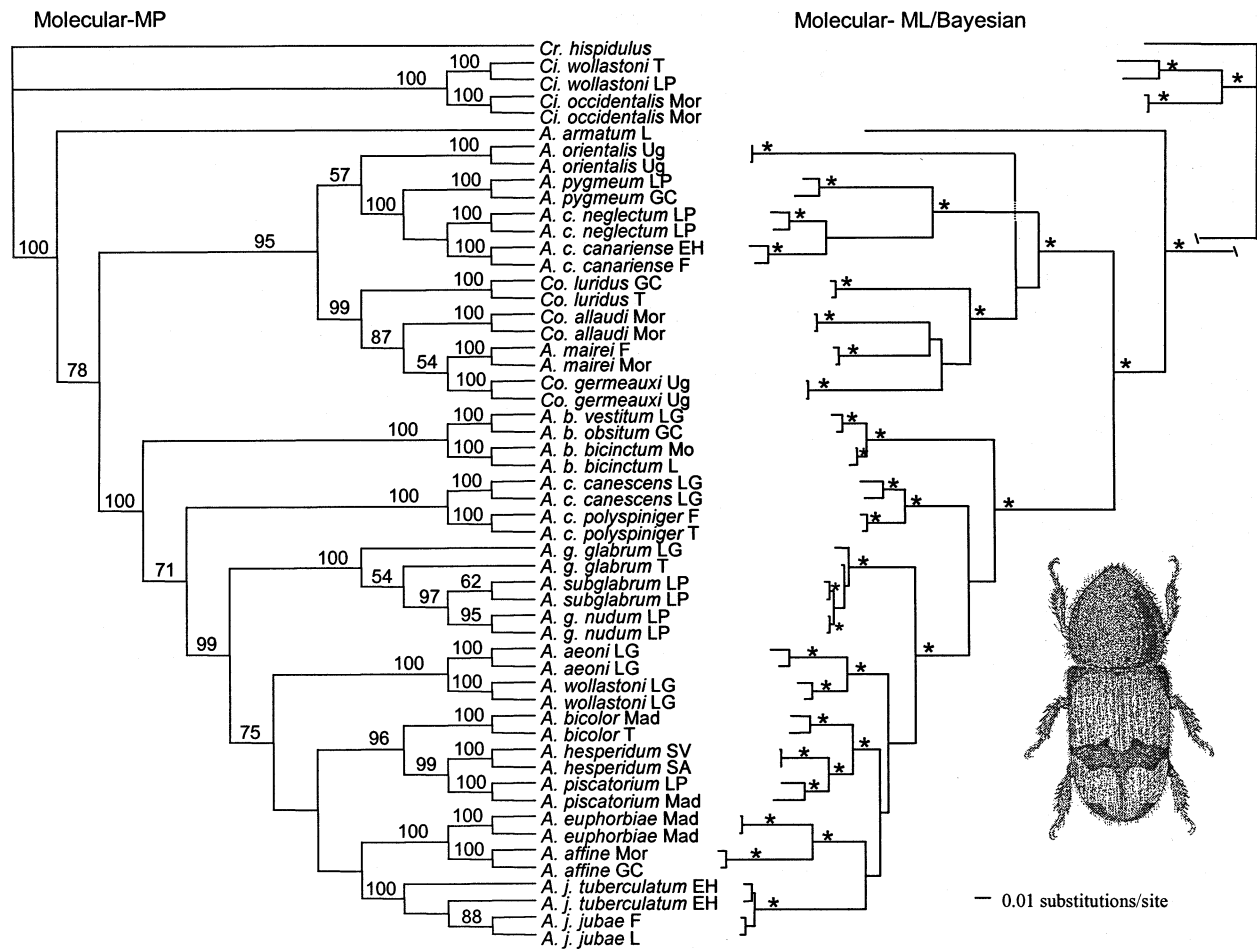 Molecular-MP
Molecular- ML/Bayesian
Cr. hispidulus
100
Ci. wollastoni T
*
100
Ci. wollastoni LP
*
100
Ci. occidentalis Mor
*
Ci. occidentalis Mor
A. armatum L
100
A. orientalis Ug
*
A. orientalis Ug
57
100
A. pygmeum LP
*
A. pygmeum GC
100
*
100
A. c. neglectum LP
*
A. c. neglectum LP
100
95
100
A. c. canariense EH
*
*
*
A. c. canariense F
100
Co. luridus GC
*
Co. luridus T
99
100
Co. allaudi Mor
*
*
Co. allaudi Mor
87
100
A. mairei F
*
54
A. mairei Mor
78
*
100
Co. germeauxi Ug
*
Co. germeauxi Ug
100
A. b. vestitum LG
*
100
A. b. obsitum GC
*
100
A. b. bicinctum Mo
*
A. b. bicinctum L
100
A. c. canescens LG
*
100
100
A. c. canescens LG
*
*
100
A. c. polyspiniger F
*
A. c. polyspiniger T
100
A. g. glabrum LG
*
71
54
A. g. glabrum T
62
A. subglabrum LP
*
97
A. subglabrum LP
95
A. g. nudum LP
*
A. g. nudum LP
99
100
A. aeoni LG
*
*
100
A. aeoni LG
*
100
A. wollastoni LG
*
A. wollastoni LG
100
A. bicolor Mad
*
75
96
A. bicolor T
*
100
A. hesperidum SV
*
99
A. hesperidum SA
*
100
A. piscatorium LP
*
A. piscatorium Mad
100
A. euphorbiae Mad
*
100
A. euphorbiae Mad
*
100
A. affine Mor
*
A. affine GC
100
A. j. tuberculatum EH
A. j. tuberculatum EH
*
88
A. j. jubae F
A. j. jubae L
0.01 substitutions/site